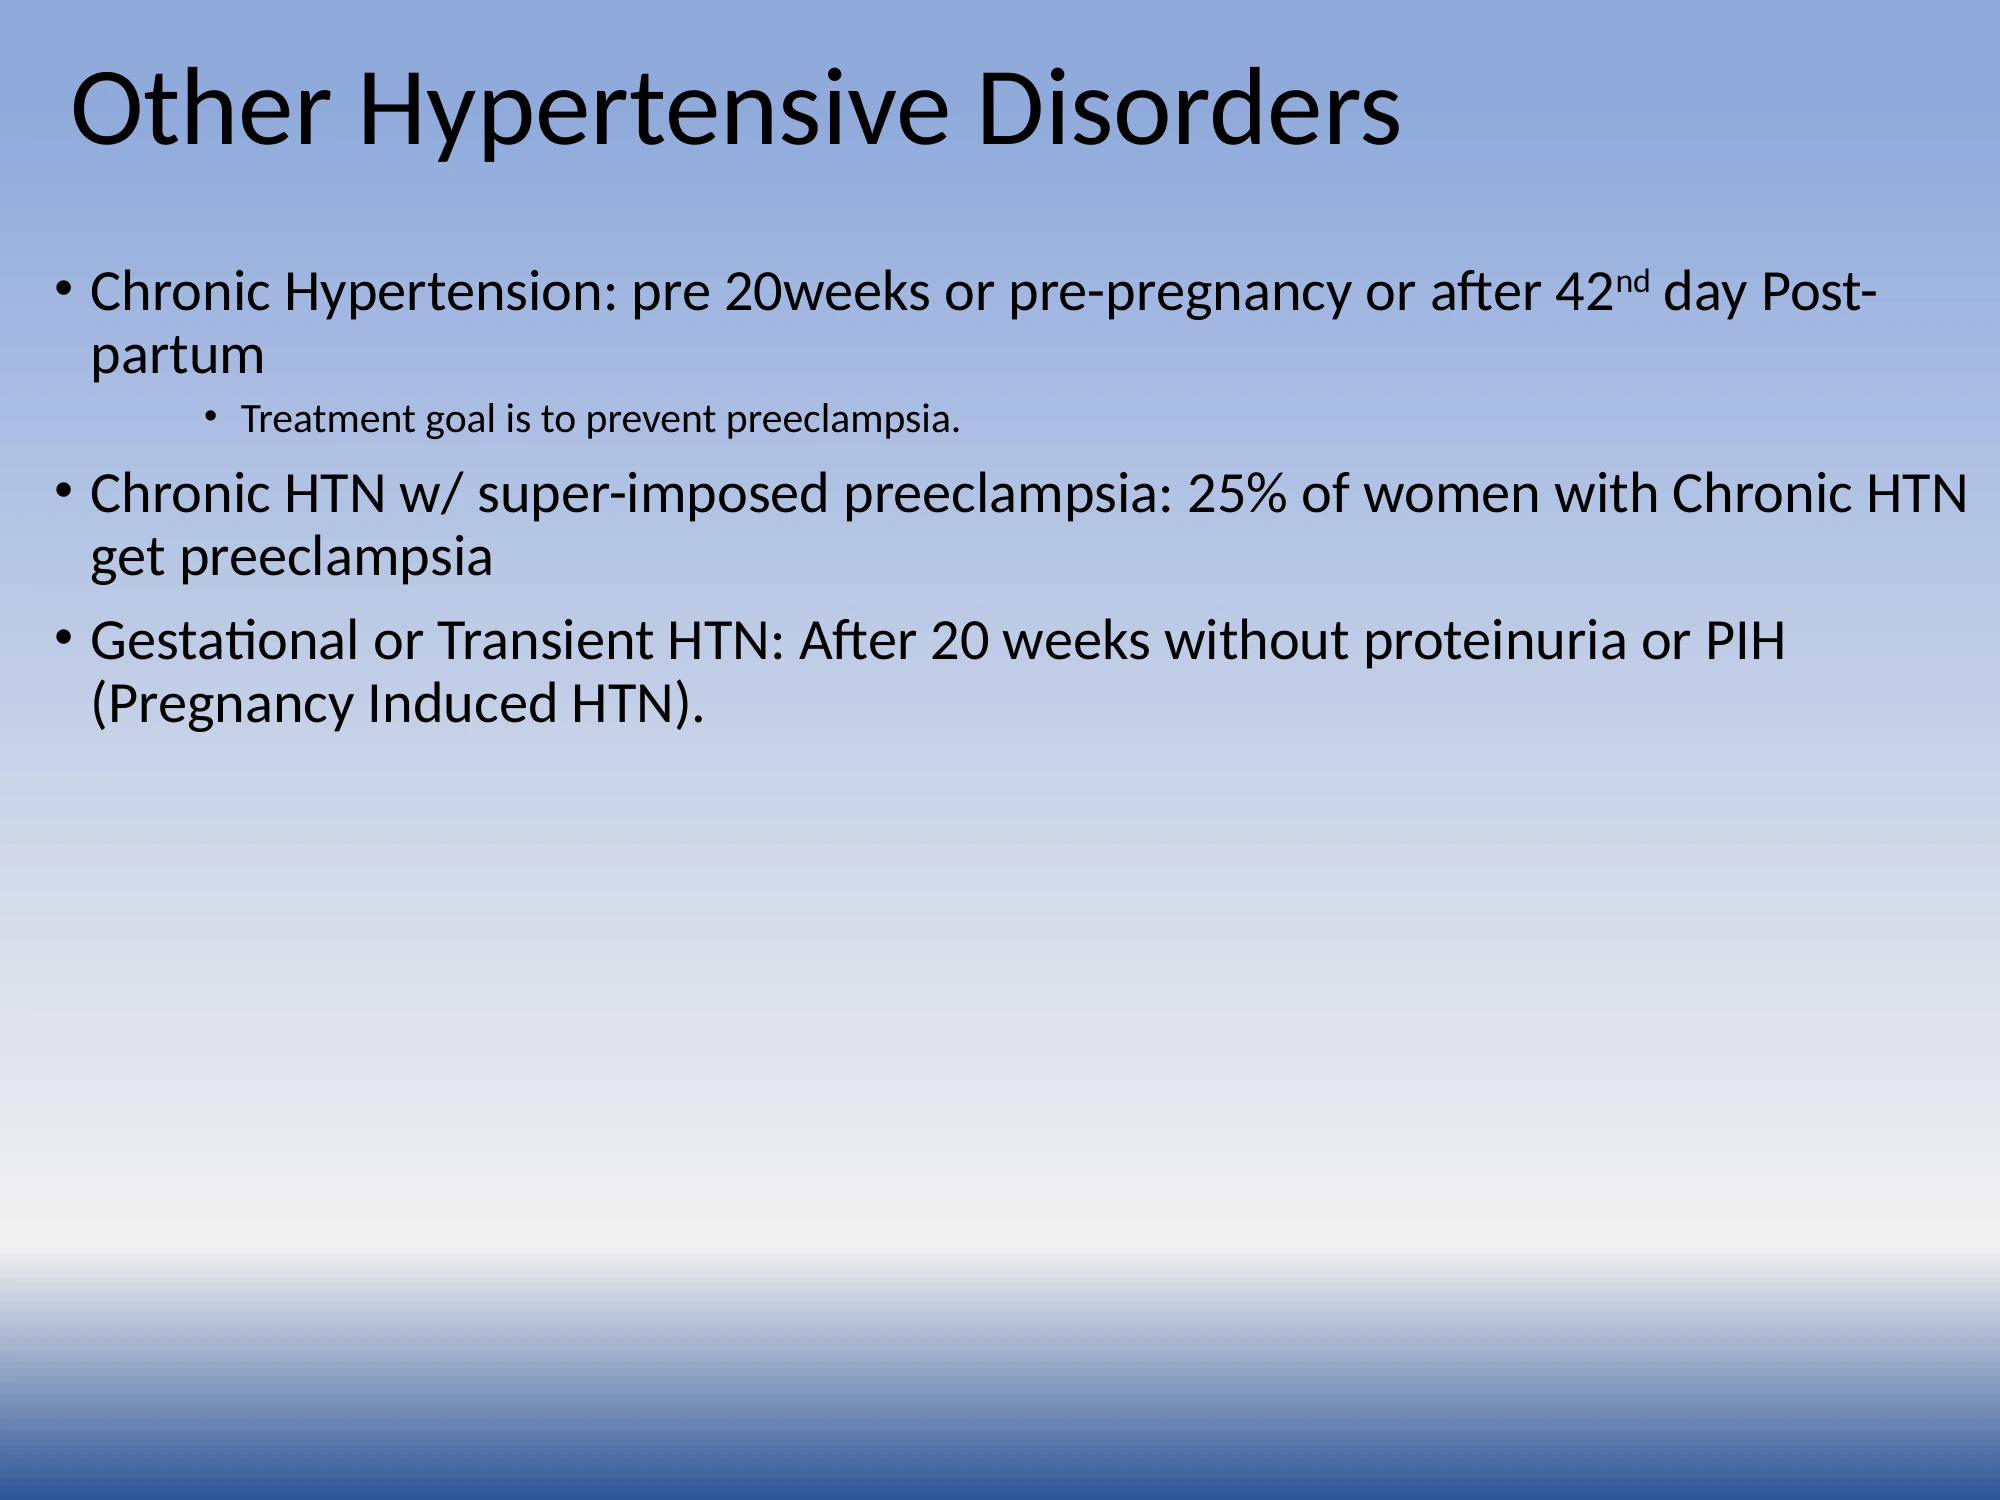 Other Hypertensive Disorders
• Chronic Hypertension: pre 20weeks or pre-pregnancy or after 42nd day Post-
partum
• Treatment goal is to prevent preeclampsia.
• Chronic HTN w/ super-imposed preeclampsia: 25% of women with Chronic HTN
get preeclampsia
• Gestational or Transient HTN: After 20 weeks without proteinuria or PIH
(Pregnancy Induced HTN).